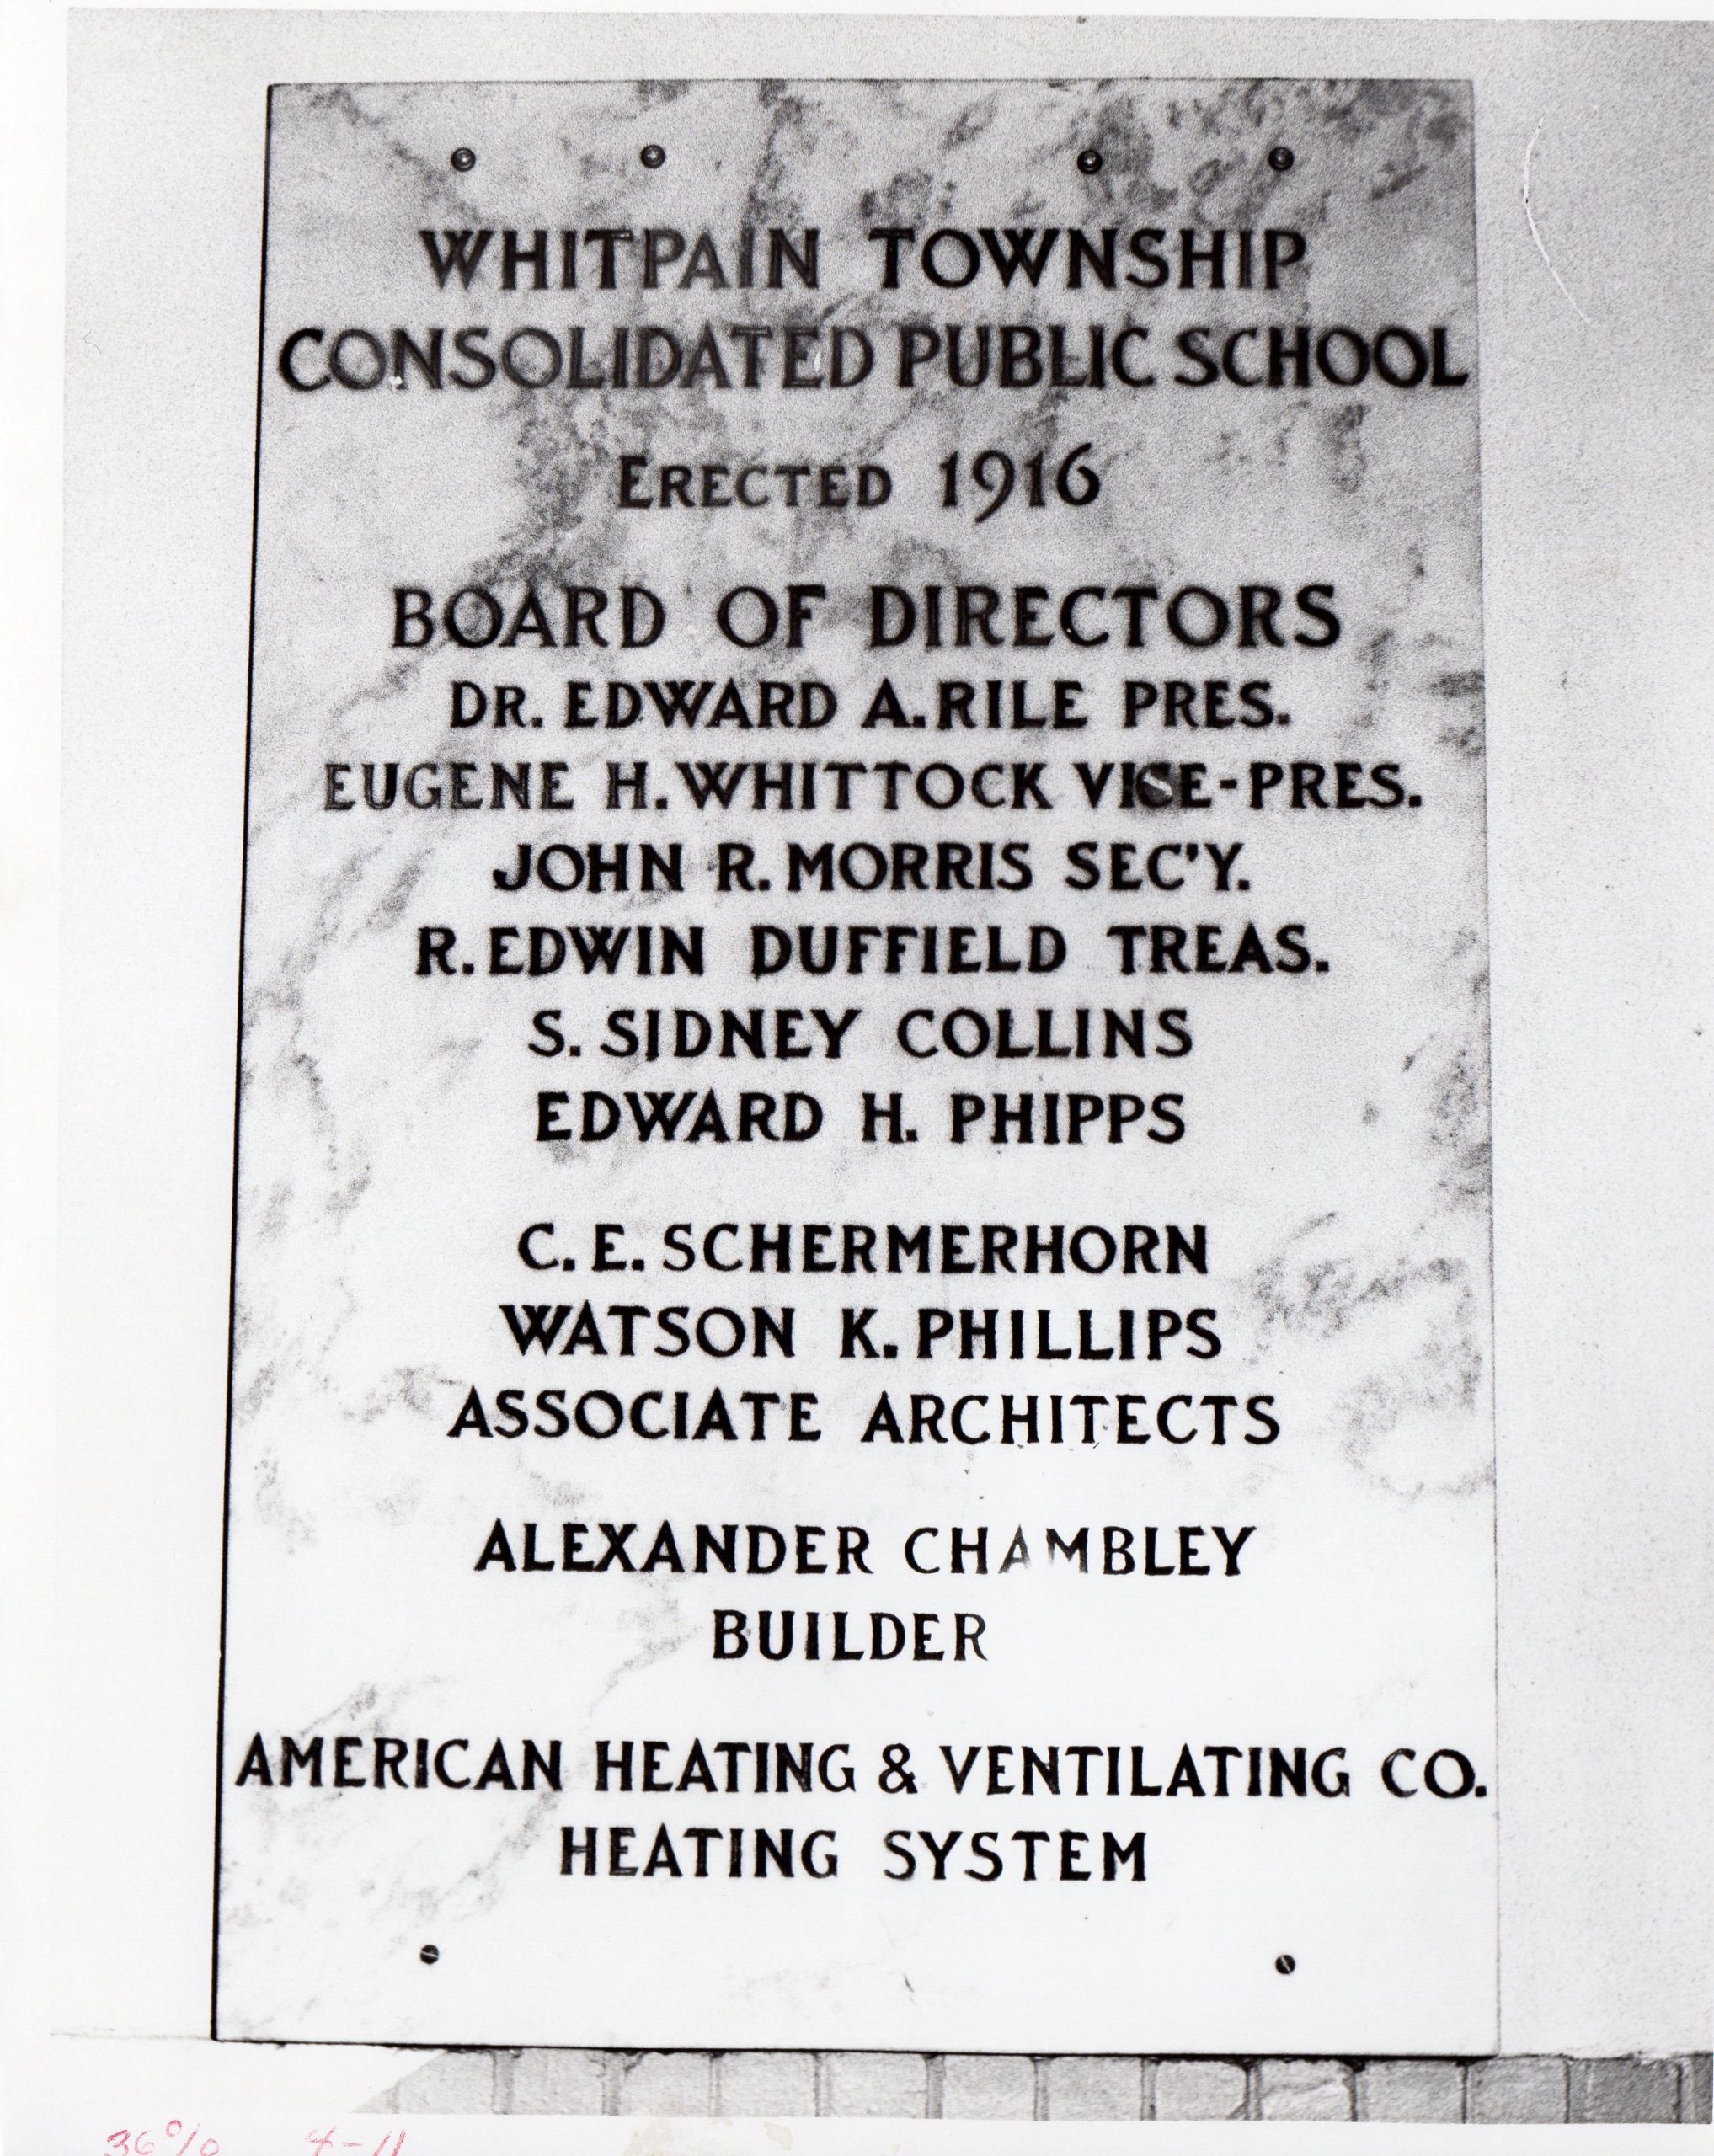 WHITPAIN TOWNSHIP
CONSOLIDATED PUBLIC SCHOOL
ERECTED 1916
BOARD OF DIRECTORS
DR. EDWARD A. RILE PRES.
EUGENE H. WHITTOCK VICE-PRES.
JOHN R. MORRIS SEC'Y.
R. EDWIN DUFFIELD TREAS.
S. SIDNEY COLLINS
EDWARD H. PHIPPS
C. E. SCHERMERHORN
WATSON K. PHILLIPS
ASSOCIATE ARCHITECTS
ALEXANDER CHAMBLEY
BUILDER
AMERICAN HEATING & VENTILATING CO.
HEATING SYSTEM
36% 4-11